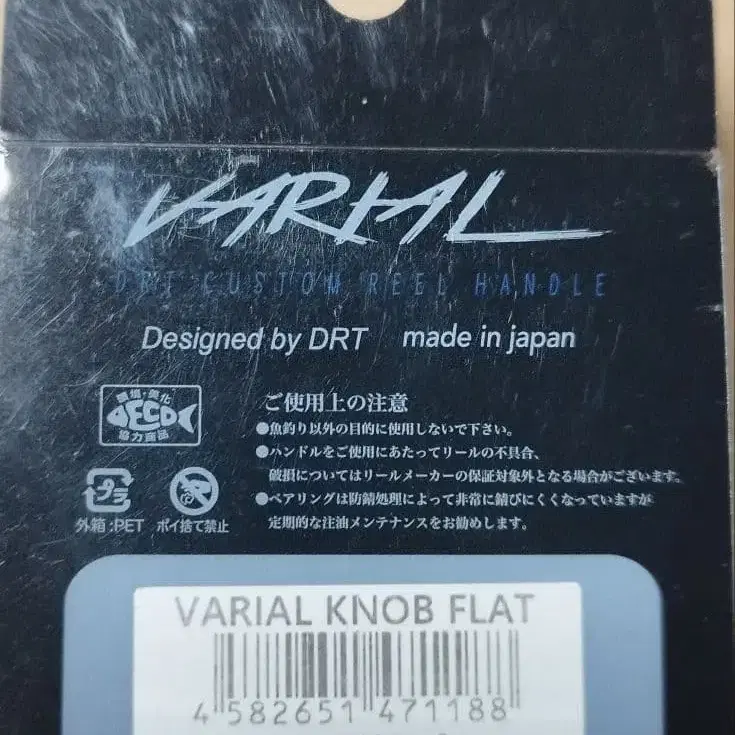 VARIAL
DRT CUSTOM REEL HANDLE
Designed by DRT made in japan
環境・美化
ECO
協力商品
プラ
外箱:PET ポイ捨て禁止
ご使用上の注意
●魚釣り以外の目的に使用しないで下さい。
●ハンドルをご使用にあたってリールの不具合、
破損についてはリールメーカーの保証対象外となる場合がございます。
●ベアリングは防錆処理によって非常に錆びにくくなっていますが
定期的な注油メンテナンスをお勧めします。
VARIAL KNOB FLAT
4 582651 471188